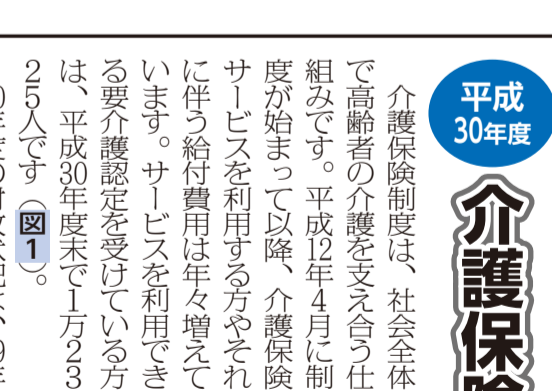 平成
30年度
介護保険
介護保険制度は、社会全体
で高齢者の介護を支え合う仕
組みです。平成12年4月に制
度が始まって以降、介護保険
サービスを利用する方やそれ
に伴う給付費用は年々増えて
います。サービスを利用でき
る要介護認定を受けている方
は、平成30年度末で1万23
25人です（図1）。